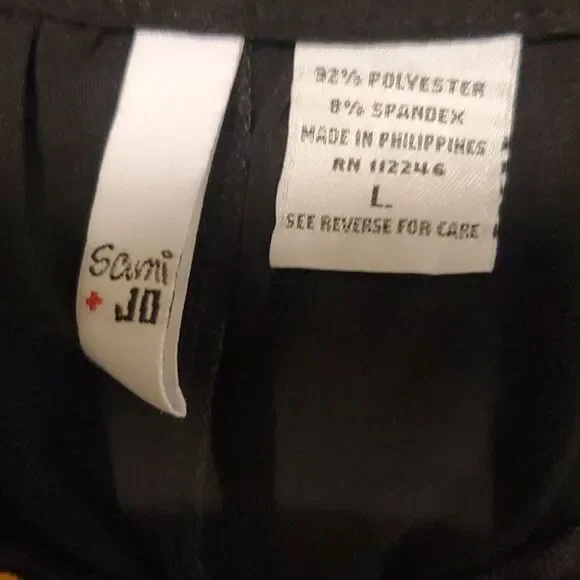 Sami
+ JO
92% POLYESTER
8% SPANDEX
MADE IN PHILIPPINES
RN 112246
L
SEE REVERSE FOR CARE